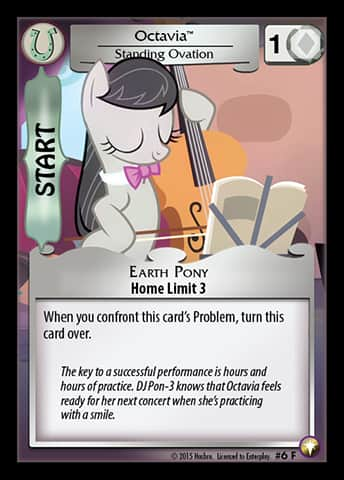 Octavia™
Standing Ovation
1
START
EARTH PONY
Home Limit 3
When you confront this card's Problem, turn this
card over.
The key to a successful performance is hours and
hours of practice. DJ Pon-3 knows that Octavia feels
ready for her next concert when she's practicing
with a smile.
© 2015 Hasbro. Licensed to Enterplay. #6 F